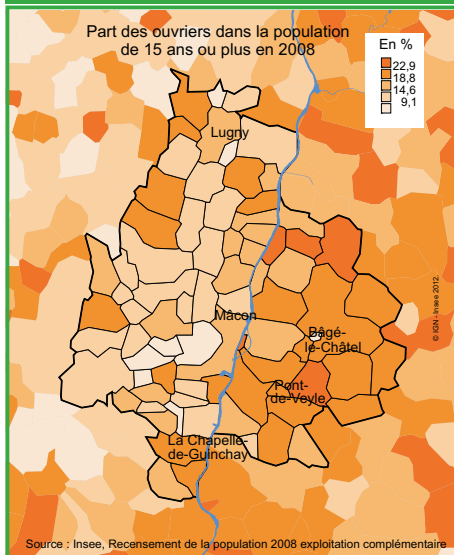 Part des ouvriers dans la population
de 15 ans ou plus en 2008
En %
22,9
18,8
14,6
9,1
Lugny
© IGN - Insee 2012.
Mâcon
Bâgé-
le-Châtel
Pont-
de-Veyle
La Chapelle-
de-Guinchay
Source : Insee, Recensement de la population 2008 exploitation complémentaire